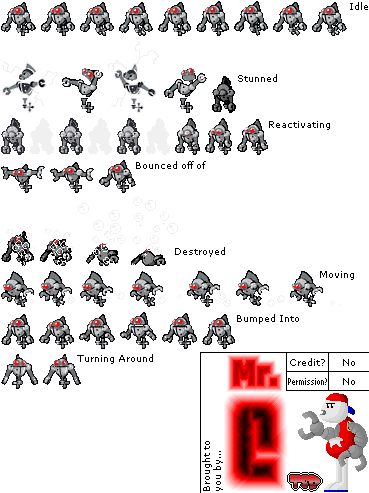 Idle
Stunned
Reactivating
Bounced off of
Destroyed
Moving
Bumped Into
Turning Around
Brought to
you by...
Mr.
C
Credit? No
Permission? No